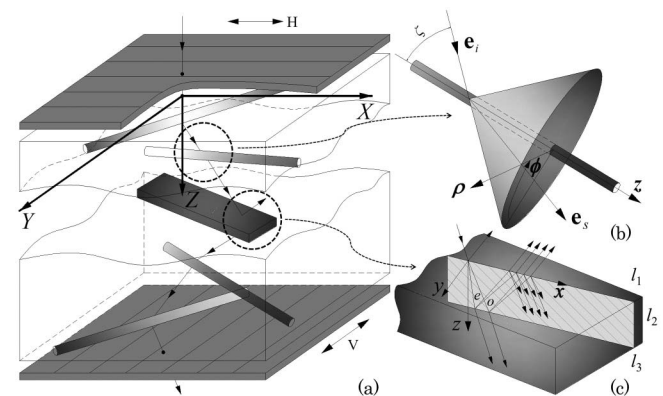 H
X
Y
Z
V
(a)
ζ
e_i
ρ
ϕ
z
e_s
(b)
y
e
o
x
z
l_1
l_2
l_3
(c)